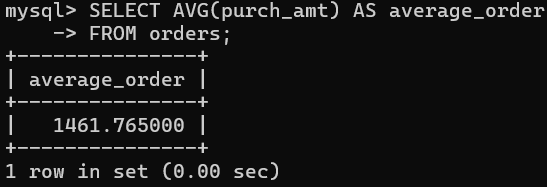 mysql> SELECT AVG(purch_amt) AS average_order
    -> FROM orders;
+---------------+
| average_order |
+---------------+
|   1461.765000 |
+---------------+
1 row in set (0.00 sec)